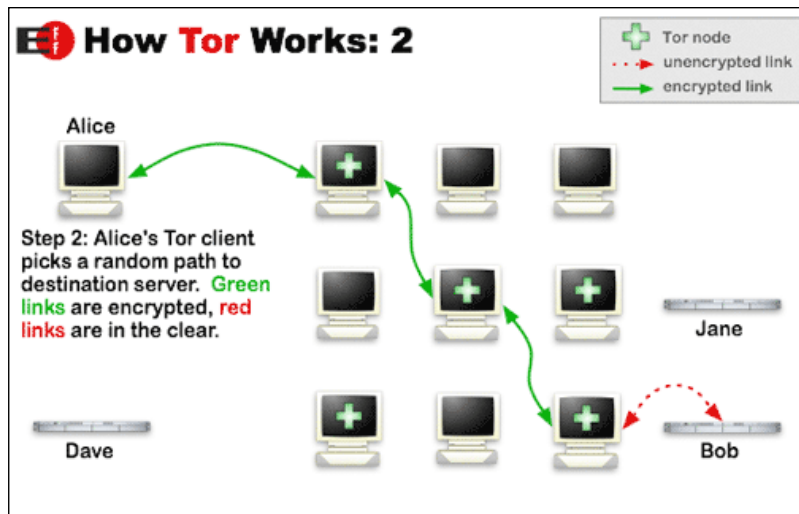 EFF How Tor Works: 2
Tor node
unencrypted link
encrypted link
Alice
Step 2: Alice's Tor client
picks a random path to
destination server. Green
links are encrypted, red
links are in the clear.
Jane
Dave
Bob